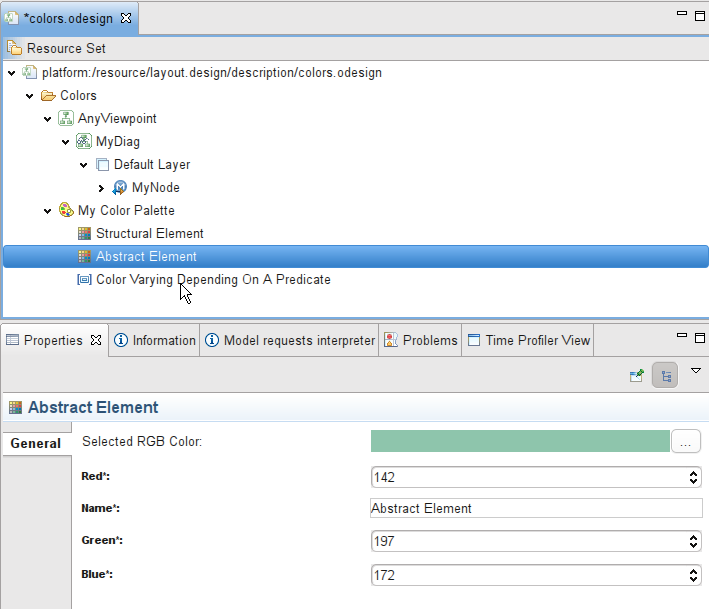 *colors.odesign
Resource Set
platform:/resource/layout.design/description/colors.odesign
Colors
AnyViewpoint
MyDiag
Default Layer
MyNode
My Color Palette
Structural Element
Abstract Element
Color Varying Depending On A Predicate
Properties Information Model requests interpreter Problems Time Profiler View
Abstract Element
General
Selected RGB Color: ...
Red*: 142
Name*: Abstract Element
Green*: 197
Blue*: 172